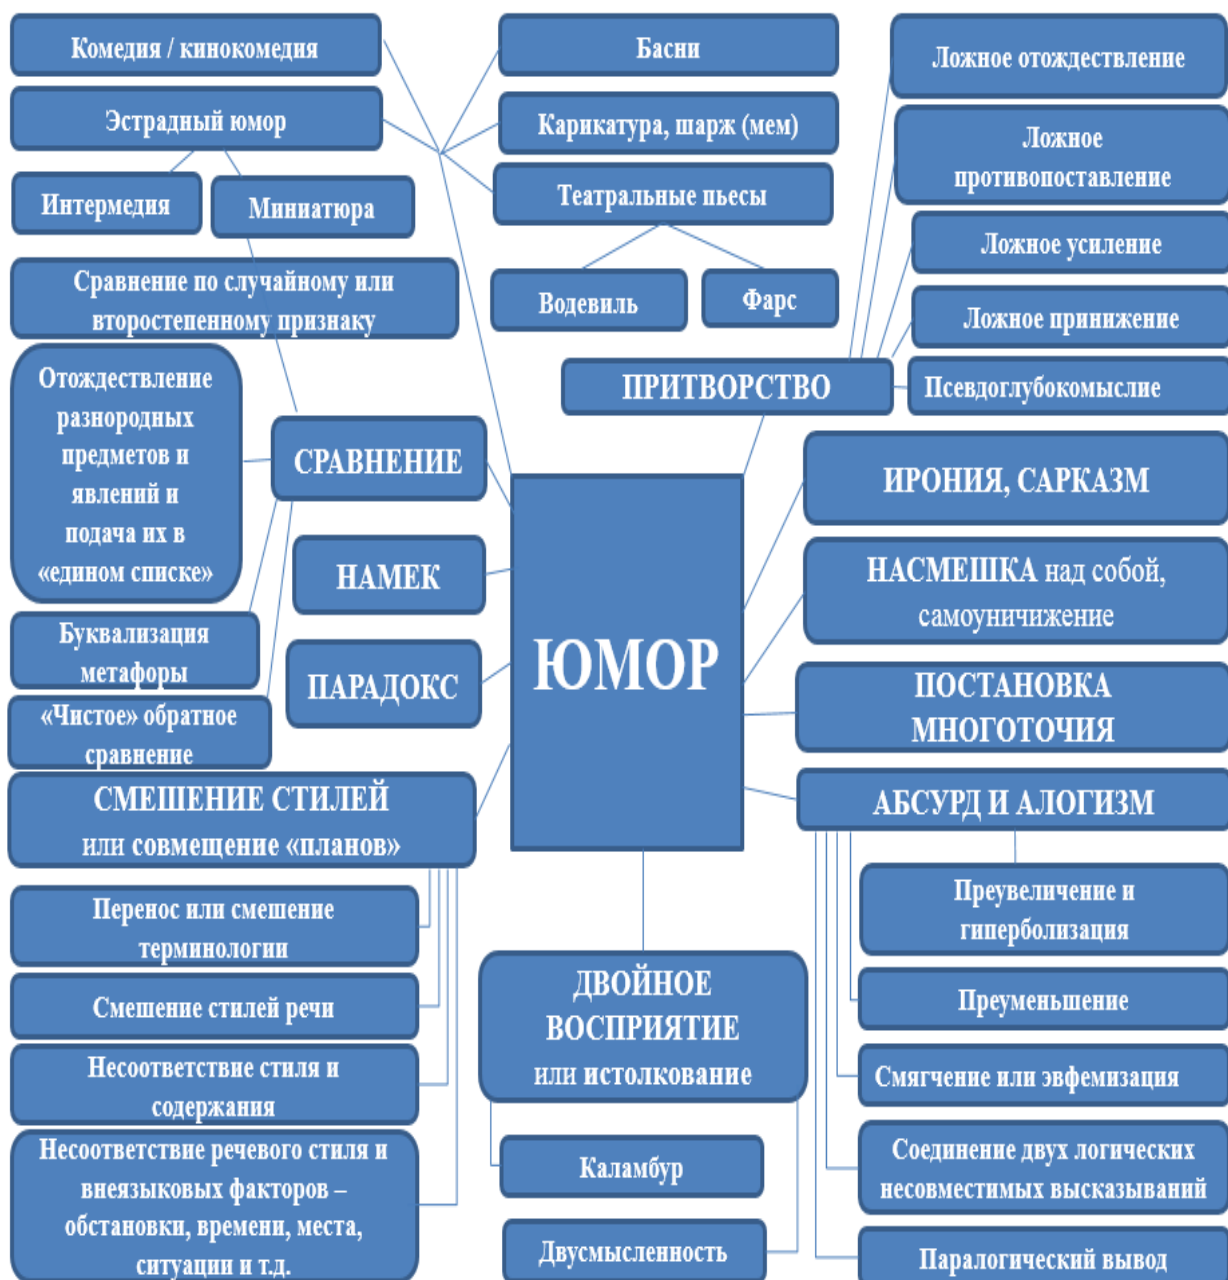 Комедия / кинокомедия
Эстрадный юмор
Интермедия
Миниатюра
Басни
Карикатура, шарж (мем)
Театральные пьесы
Водевиль
Фарс
Ложное отождествление
Ложное
противопоставление
Ложное усиление
Ложное принижение
Псевдоглубокомыслие
ПРИТВОРСТВО
Сравнение по случайному или
второстепенному признаку
Отождествление
разнородных
предметов и
явлений и
подача их в
«едином списке»
СРАВНЕНИЕ
Буквализация
метафоры
«Чистое» обратное
сравнение
НАМЕК
ПАРАДОКС
ЮМОР
ИРОНИЯ, САРКАЗМ
НАСМЕШКА над собой,
самоуничижение
ПОСТАНОВКА
МНОГОТОЧИЯ
АБСУРД И АЛОГИЗМ
СМЕШЕНИЕ СТИЛЕЙ
или совмещение «планов»
Перенос или смешение
терминологии
Смешение стилей речи
Несоответствие стиля и
содержания
Несоответствие речевого стиля и
внеязыковых факторов –
обстановки, времени, места,
ситуации и т.д.
ДВОЙНОЕ
ВОСПРИЯТИЕ
или истолкование
Каламбур
Двусмысленность
Преувеличение и
гиперболизация
Преуменьшение
Смягчение или эвфемизация
Соединение двух логических
несовместимых высказываний
Паралогический вывод